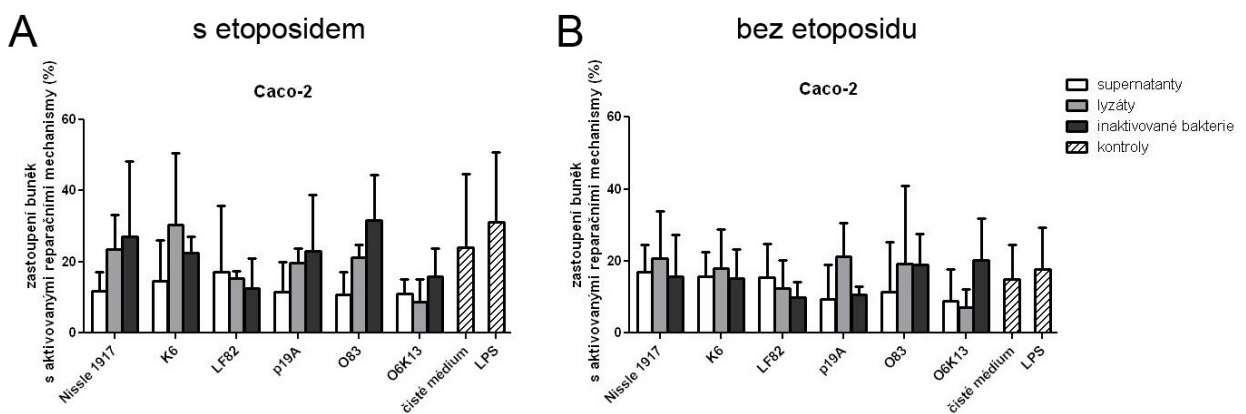 A
s etoposidem
Caco-2
zastoupení buněk
s aktivovanými reparačními mechanismy (%)
60
40
20
0
Nissle 1917
K6
LF82
p19A
O83
O6K13
čisté médium
LPS
B
bez etoposidu
Caco-2
zastoupení buněk
s aktivovanými reparačními mechanismy (%)
60
40
20
0
Nissle 1917
K6
LF82
p19A
O83
O6K13
čisté médium
LPS
supernatanty
lyzáty
inaktivované bakterie
kontroly